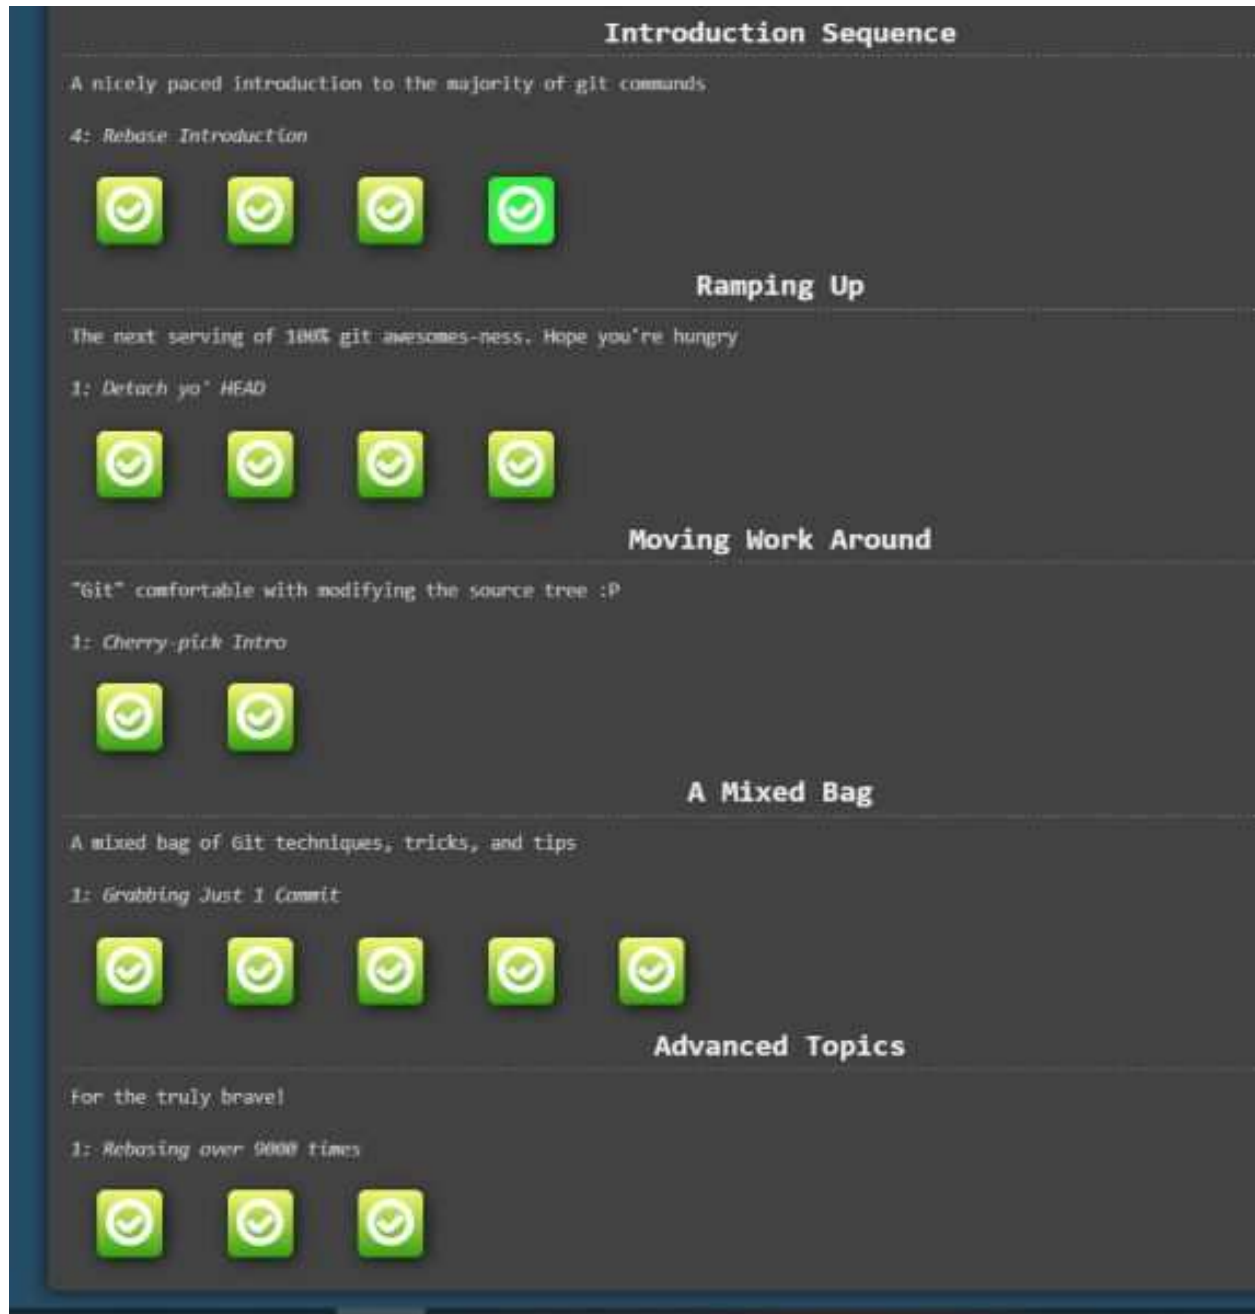 Introduction Sequence
A nicely paced introduction to the majority of git commands
4: Rebase Introduction
Ramping Up
The next serving of 100% git awesomes-ness. Hope you're hungry
1: Detach yo' HEAD
Moving Work Around
"Git" comfortable with modifying the source tree :P
1: Cherry-pick Intro
A Mixed Bag
A mixed bag of Git techniques, tricks, and tips
1: Grabbing Just 1 Commit
Advanced Topics
For the truly brave!
1: Rebasing over 9000 times